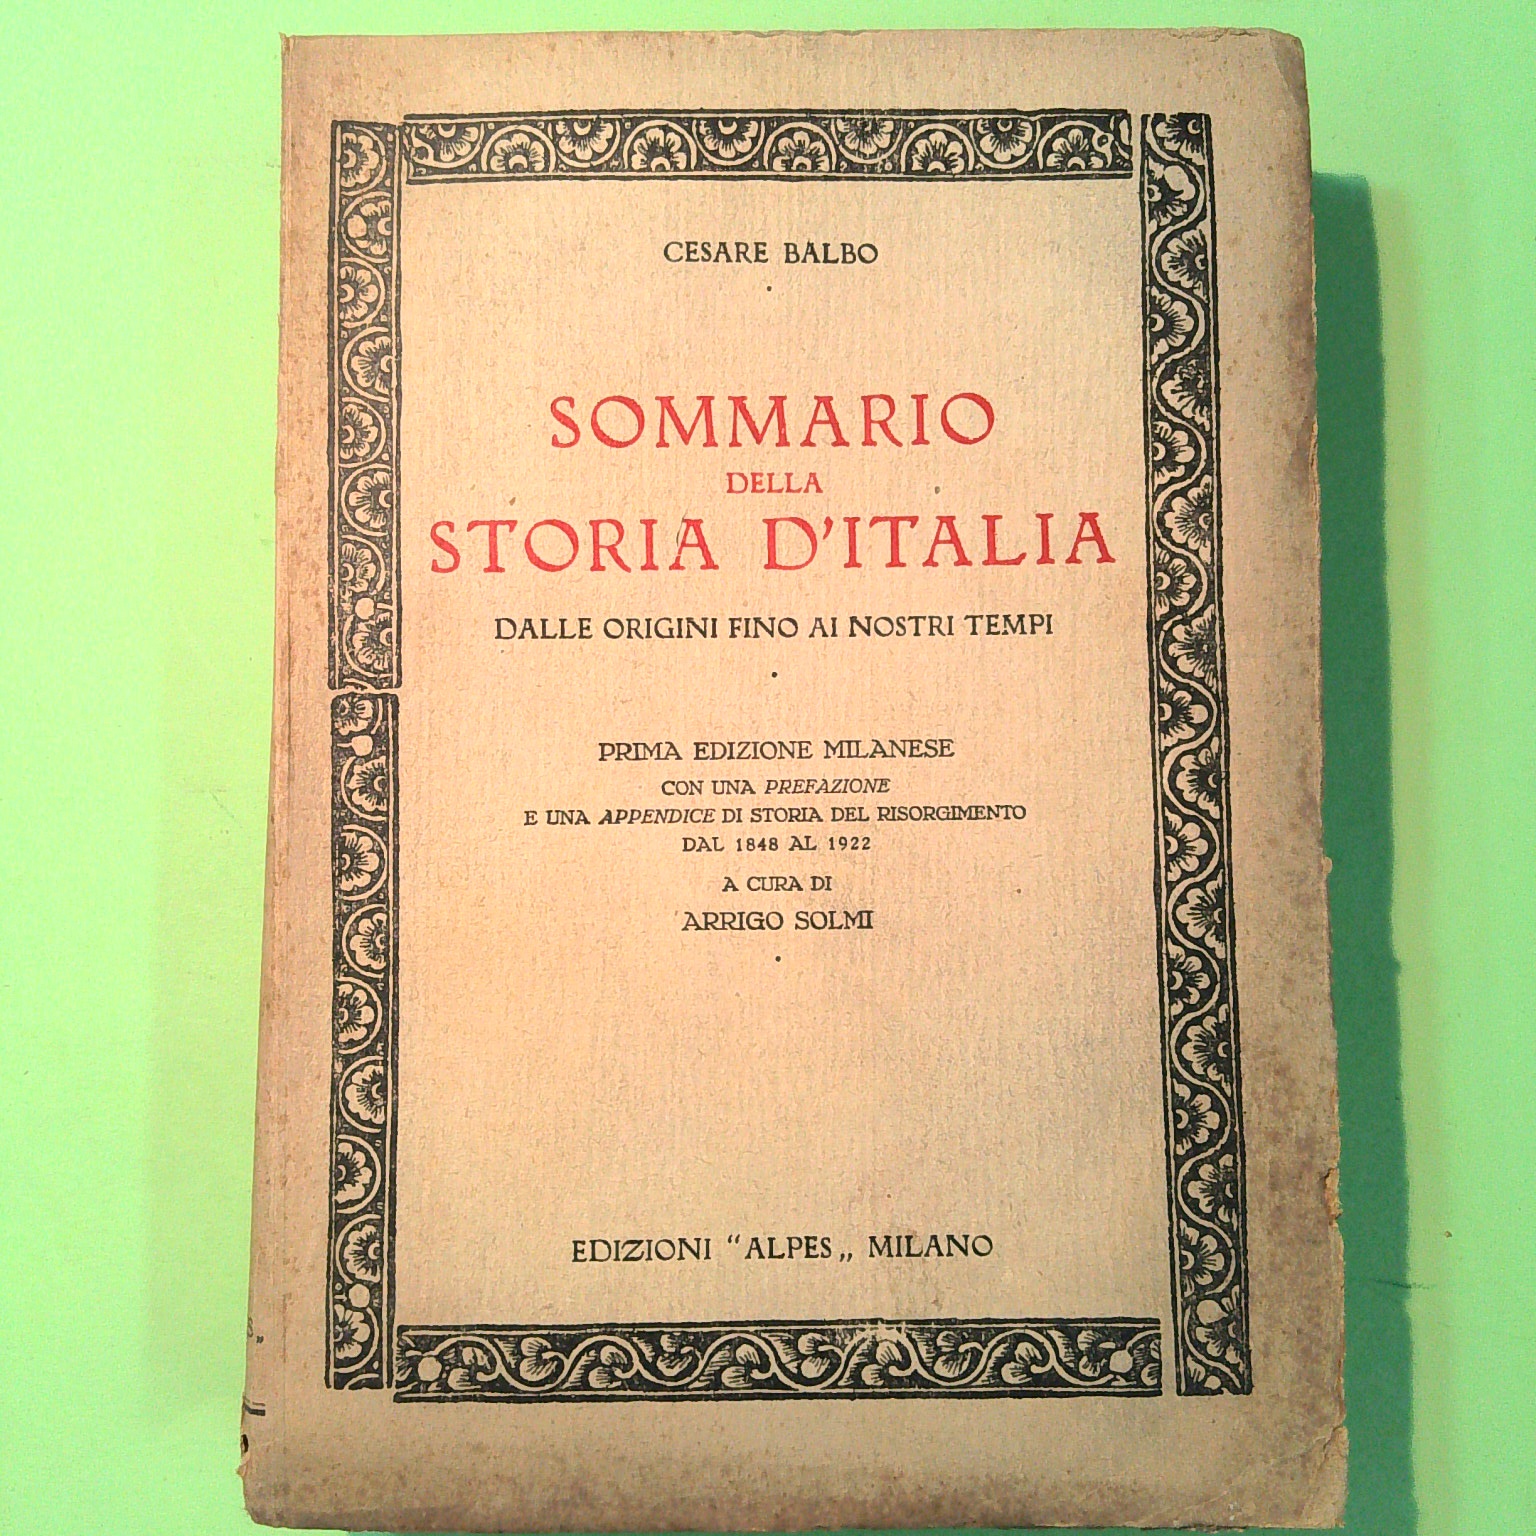 CESARE BALBO
SOMMARIO
DELLA
STORIA D'ITALIA
DALLE ORIGINI FINO AI NOSTRI TEMPI
PRIMA EDIZIONE MILANESE
CON UNA PREFAZIONE
E UNA APPENDICE DI STORIA DEL RISORGIMENTO
DAL 1848 AL 1922
A CURA DI
ARRIGO SOLMI
EDIZIONI “ALPES„ MILANO